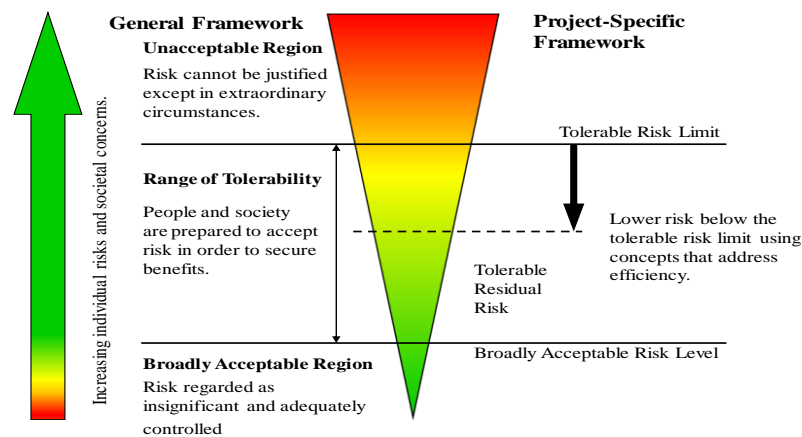 General Framework
Unacceptable Region
Risk cannot be justified
except in extraordinary
circumstances.
Project-Specific
Framework
Tolerable Risk Limit
Increasing individual risks and societal concerns.
Range of Tolerability
People and society
are prepared to accept
risk in order to secure
benefits.
Lower risk below the
tolerable risk limit using
concepts that address
efficiency.
Tolerable
Residual
Risk
Broadly Acceptable Risk Level
Broadly Acceptable Region
Risk regarded as
insignificant and adequately
controlled